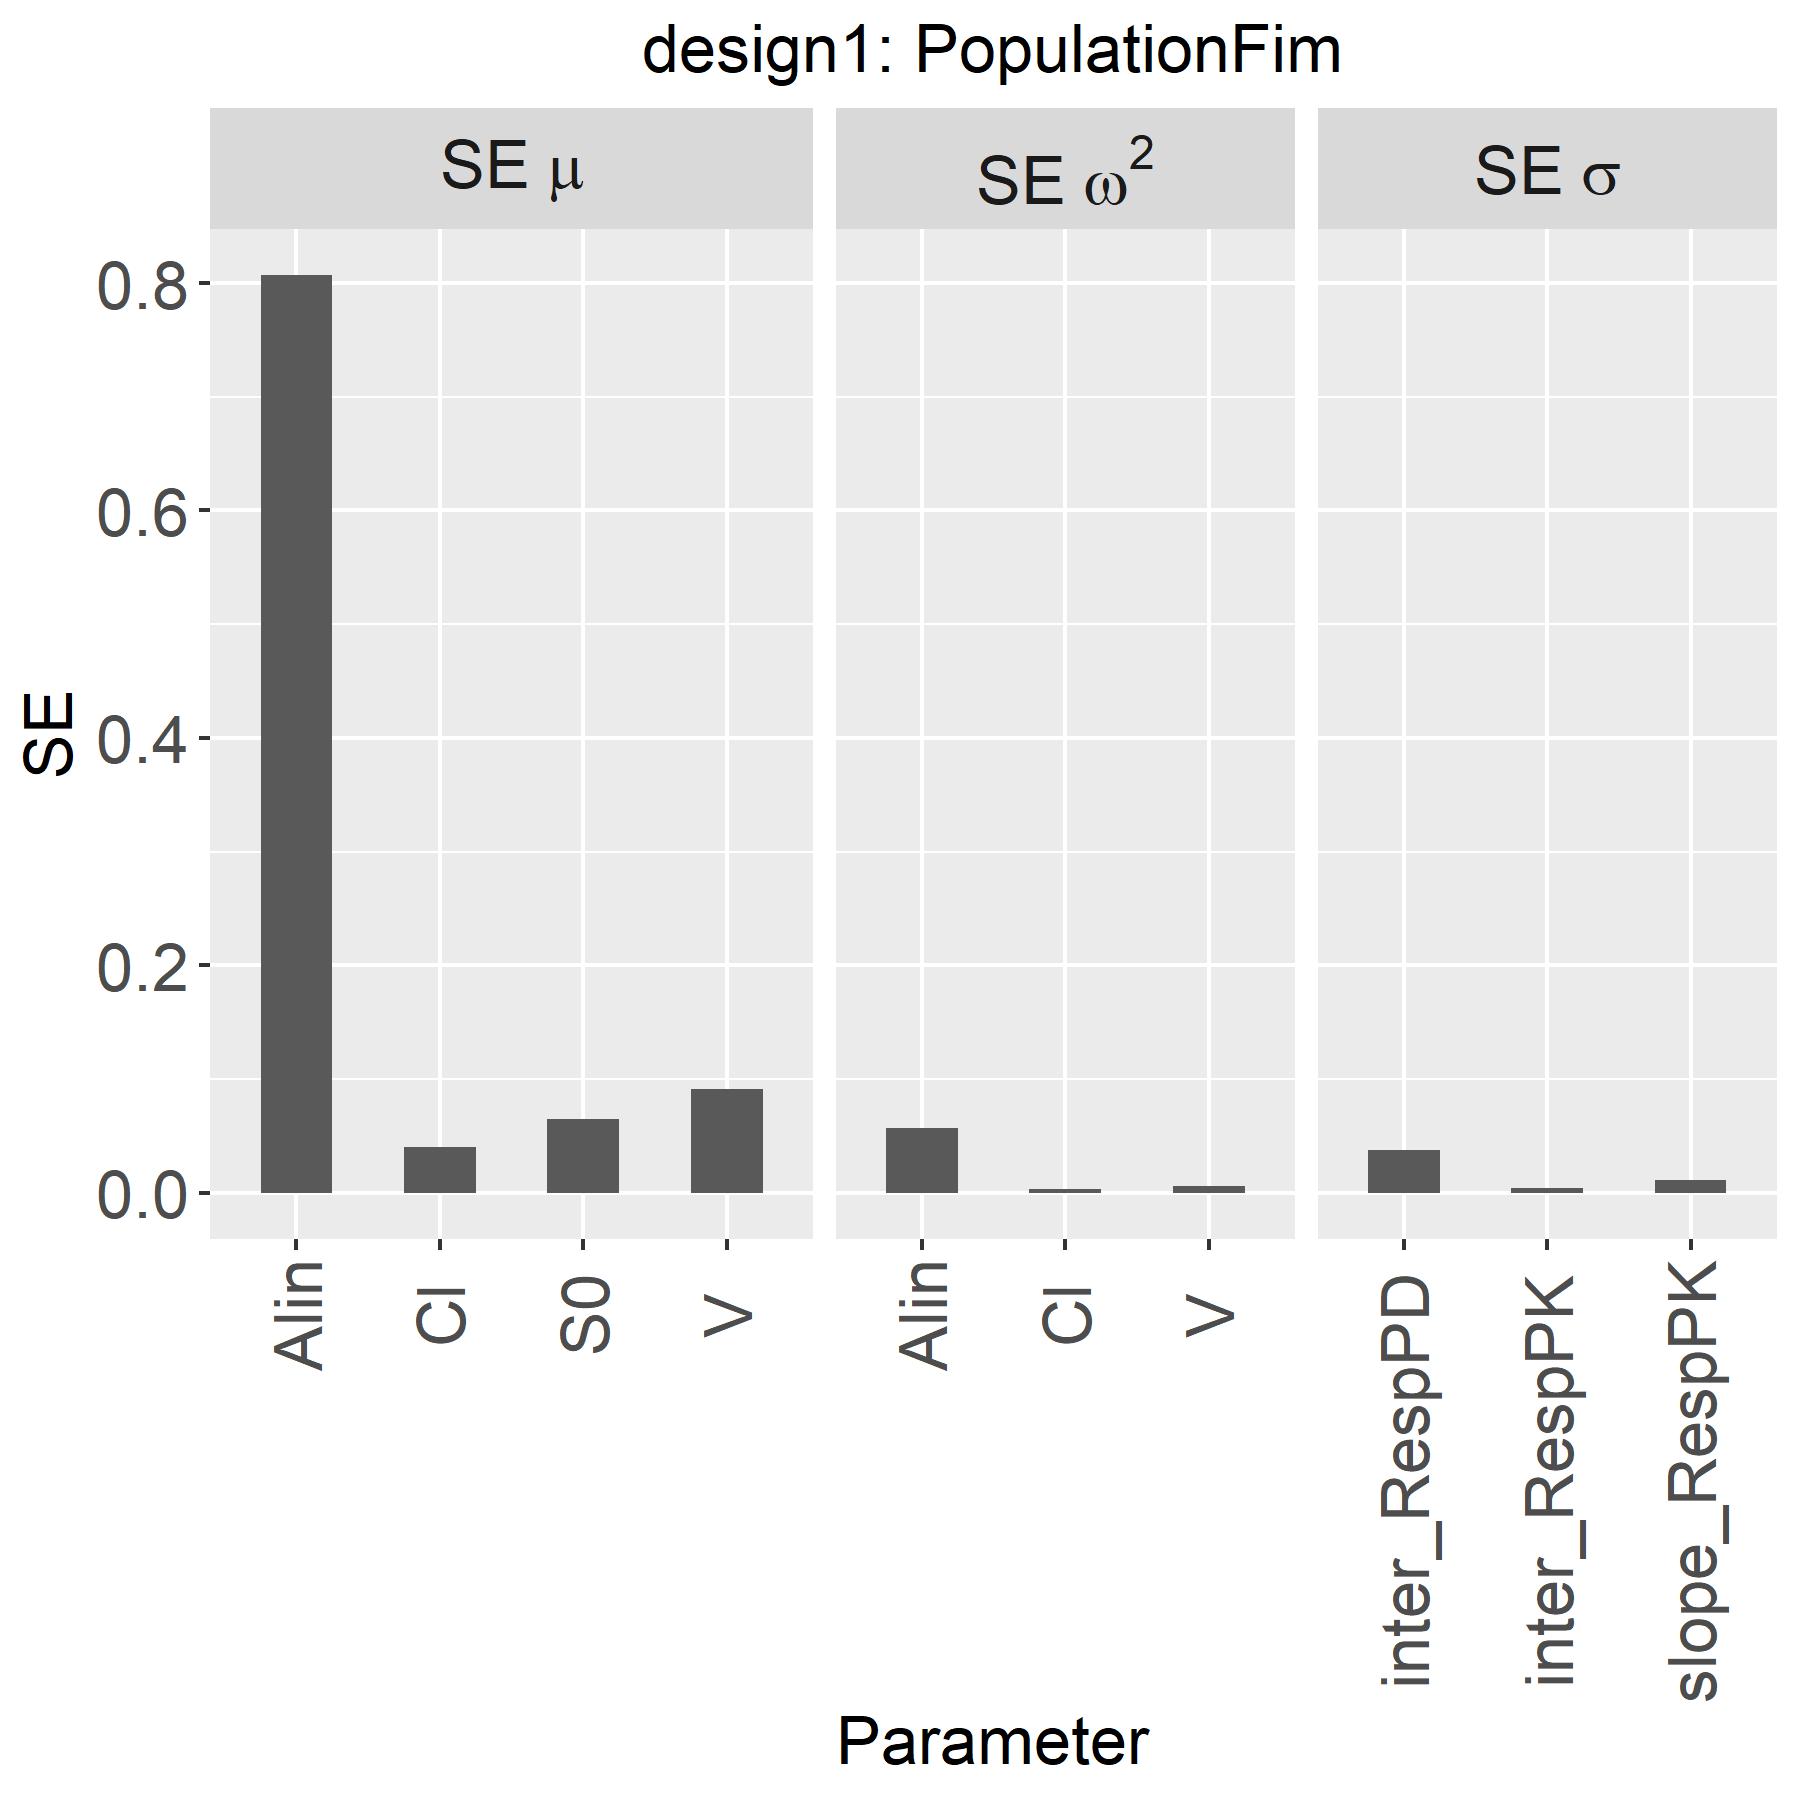 design1: PopulationFim
SE μ
SE ω²
SE σ
SE
0.8
0.6
0.4
0.2
0.0
Alin
Cl
S0
V
Alin
Cl
V
inter_RespPD
inter_RespPK
slope_RespPK
Parameter